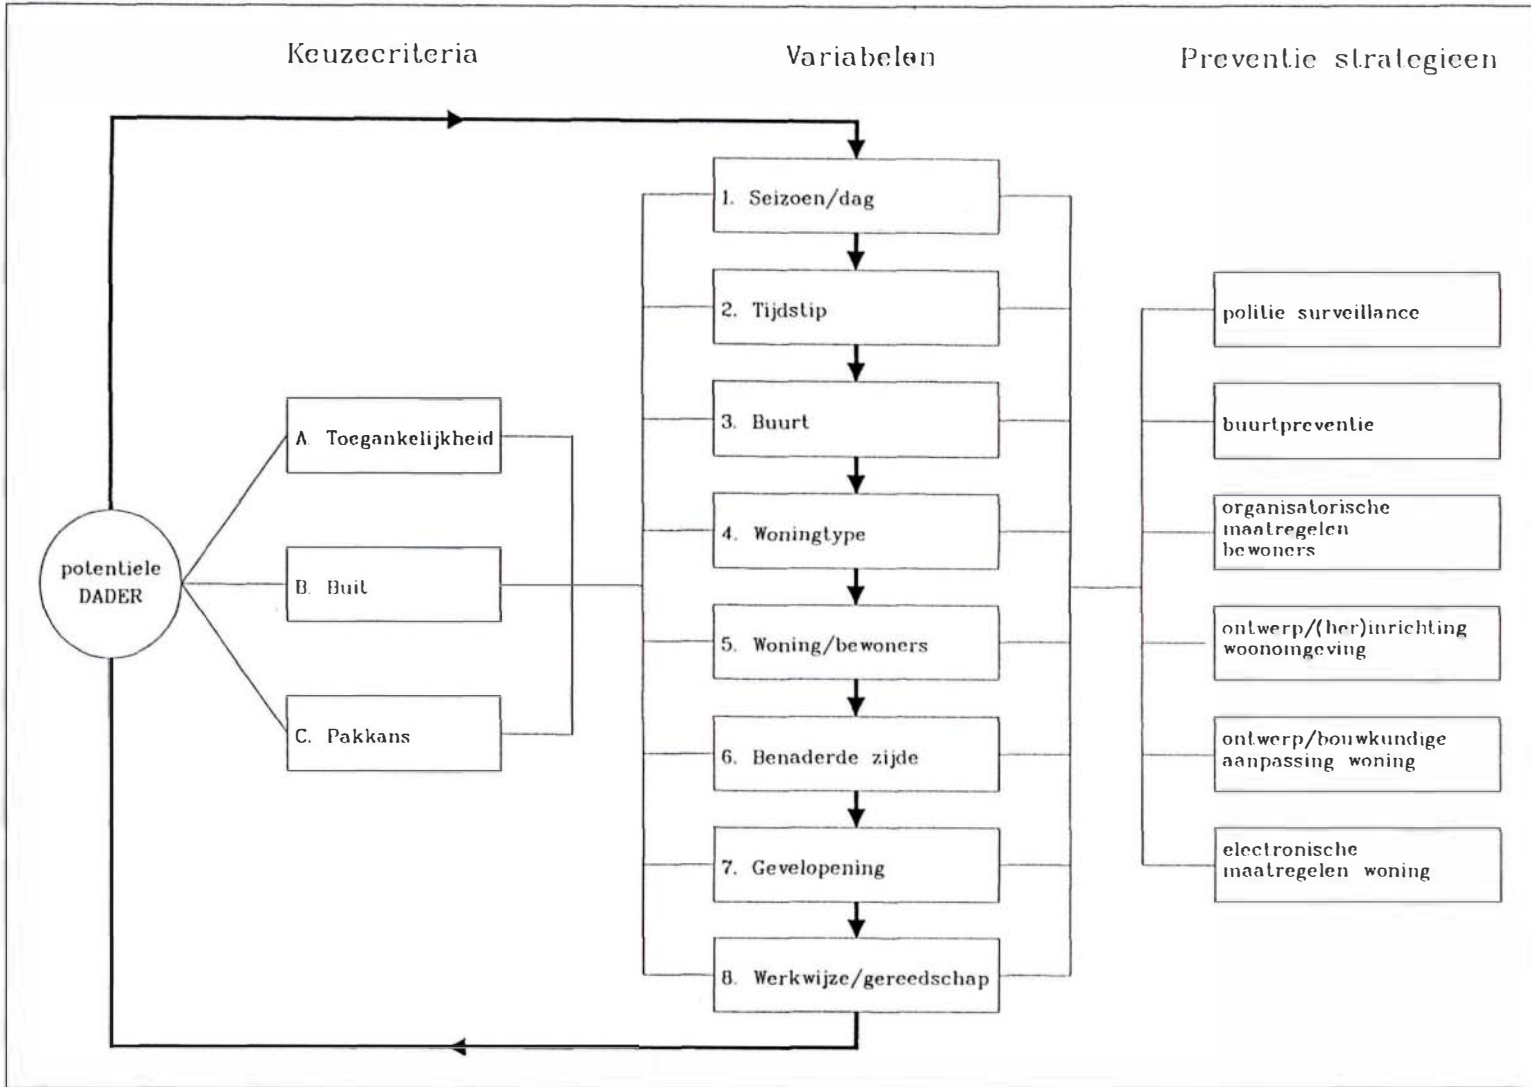 Keuzecriteria
Variabelen
Preventie strategieen
potentiele
DADER
A. Toegankelijkheid
B. Buit
C. Pakkans
1. Seizoen/dag
2. Tijdstip
3. Buurt
4. Woningtype
5. Woning/bewoners
6. Benaderde zijde
7. Gevelopening
8. Werkwijze/gereedschap
politie surveillance
buurtpreventie
organisatorische
maatregelen
bewoners
ontwerp/(her)inrichting
woonomgeving
ontwerp/bouwkundige
aanpassing woning
electronische
maatregelen woning